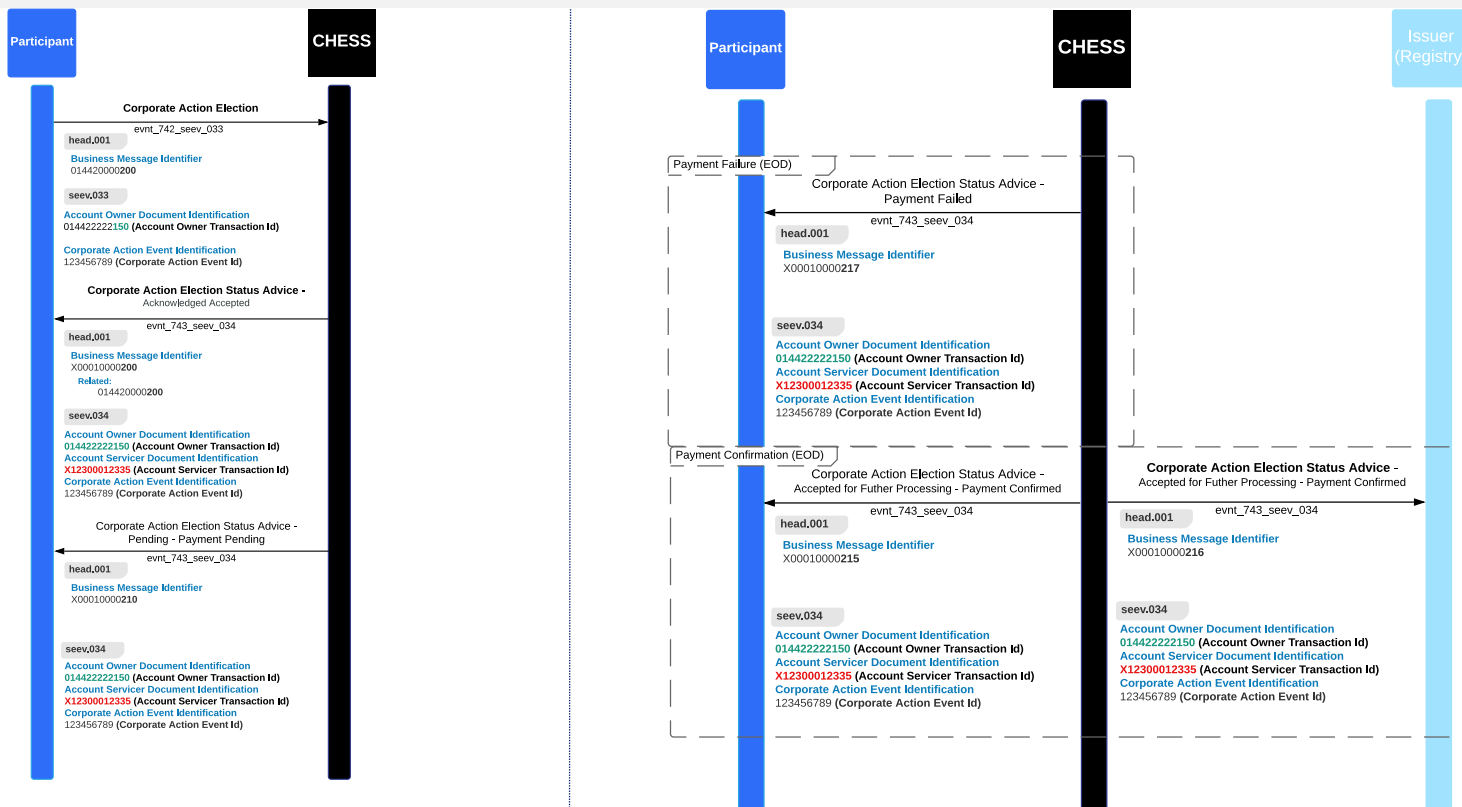 Participant
CHESS
Corporate Action Election
evnt_742_seev_033
head.001
Business Message Identifier
014420000200
seev.033
Account Owner Document Identification
014422222150 (Account Owner Transaction Id)
Corporate Action Event Identification
123456789 (Corporate Action Event Id)
Corporate Action Election Status Advice -
Acknowledged Accepted
evnt_743_seev_034
head.001
Business Message Identifier
X00010000200
Related:
014420000200
seev.034
Account Owner Document Identification
014422222150 (Account Owner Transaction Id)
Account Servicer Document Identification
X12300012335 (Account Servicer Transaction Id)
Corporate Action Event Identification
123456789 (Corporate Action Event Id)
Corporate Action Election Status Advice -
Pending - Payment Pending
evnt_743_seev_034
head.001
Business Message Identifier
X00010000210
seev.034
Account Owner Document Identification
014422222150 (Account Owner Transaction Id)
Account Servicer Document Identification
X12300012335 (Account Servicer Transaction Id)
Corporate Action Event Identification
123456789 (Corporate Action Event Id)
Participant
CHESS
Issuer
(Registry
Payment Failure (EOD)
Corporate Action Election Status Advice -
Payment Failed
evnt_743_seev_034
head.001
Business Message Identifier
X00010000217
seev.034
Account Owner Document Identification
014422222150 (Account Owner Transaction Id)
Account Servicer Document Identification
X12300012335 (Account Servicer Transaction Id)
Corporate Action Event Identification
123456789 (Corporate Action Event Id)
Payment Confirmation (EOD)
Corporate Action Election Status Advice -
Accepted for Futher Processing - Payment Confirmed
evnt_743_seev_034
head.001
Business Message Identifier
X00010000215
seev.034
Account Owner Document Identification
014422222150 (Account Owner Transaction Id)
Account Servicer Document Identification
X12300012335 (Account Servicer Transaction Id)
Corporate Action Event Identification
123456789 (Corporate Action Event Id)
Corporate Action Election Status Advice -
Accepted for Futher Processing - Payment Confirmed
evnt_743_seev_034
head.001
Business Message Identifier
X00010000216
seev.034
Account Owner Document Identification
014422222150 (Account Owner Transaction Id)
Account Servicer Document Identification
X12300012335 (Account Servicer Transaction Id)
Corporate Action Event Identification
123456789 (Corporate Action Event Id)